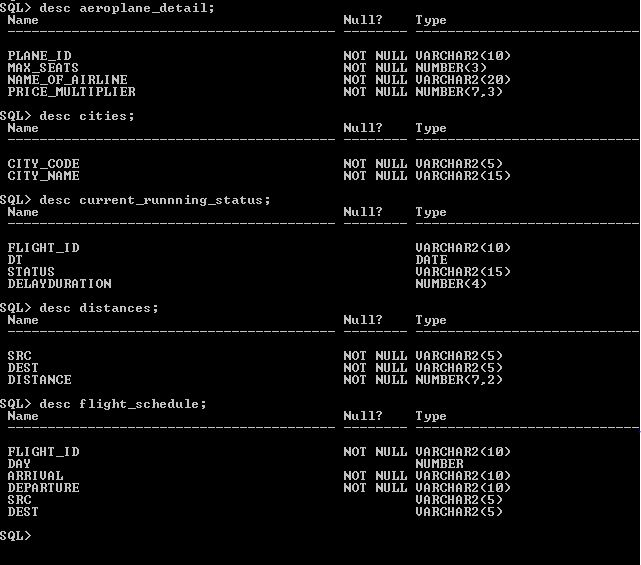 SQL> desc aeroplane_detail;
Name Null? Type
PLANE_ID NOT NULL VARCHAR2(10)
MAX_SEATS NOT NULL NUMBER(3)
NAME_OF_AIRLINE NOT NULL VARCHAR2(20)
PRICE_MULTIPLIER NOT NULL NUMBER(7,3)
SQL> desc cities;
Name Null? Type
CITY_CODE NOT NULL VARCHAR2(5)
CITY_NAME NOT NULL VARCHAR2(15)
SQL> desc current_runnning_status;
Name Null? Type
FLIGHT_ID VARCHAR2(10)
DT DATE
STATUS VARCHAR2(15)
DELAYDURATION NUMBER(4)
SQL> desc distances;
Name Null? Type
SRC NOT NULL VARCHAR2(5)
DEST NOT NULL VARCHAR2(5)
DISTANCE NOT NULL NUMBER(7,2)
SQL> desc flight_schedule;
Name Null? Type
FLIGHT_ID NOT NULL VARCHAR2(10)
DAY NUMBER
ARRIVAL NOT NULL VARCHAR2(10)
DEPARTURE NOT NULL VARCHAR2(10)
SRC VARCHAR2(5)
DEST VARCHAR2(5)
SQL>